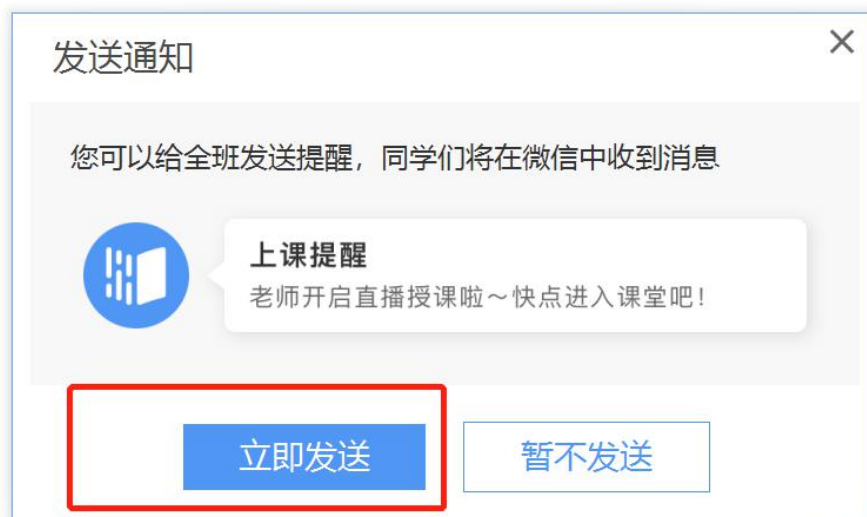 发送通知
您可以给全班发送提醒，同学们将在微信中收到消息
上课提醒
老师开启直播授课啦～快点进入课堂吧！
立即发送
暂不发送